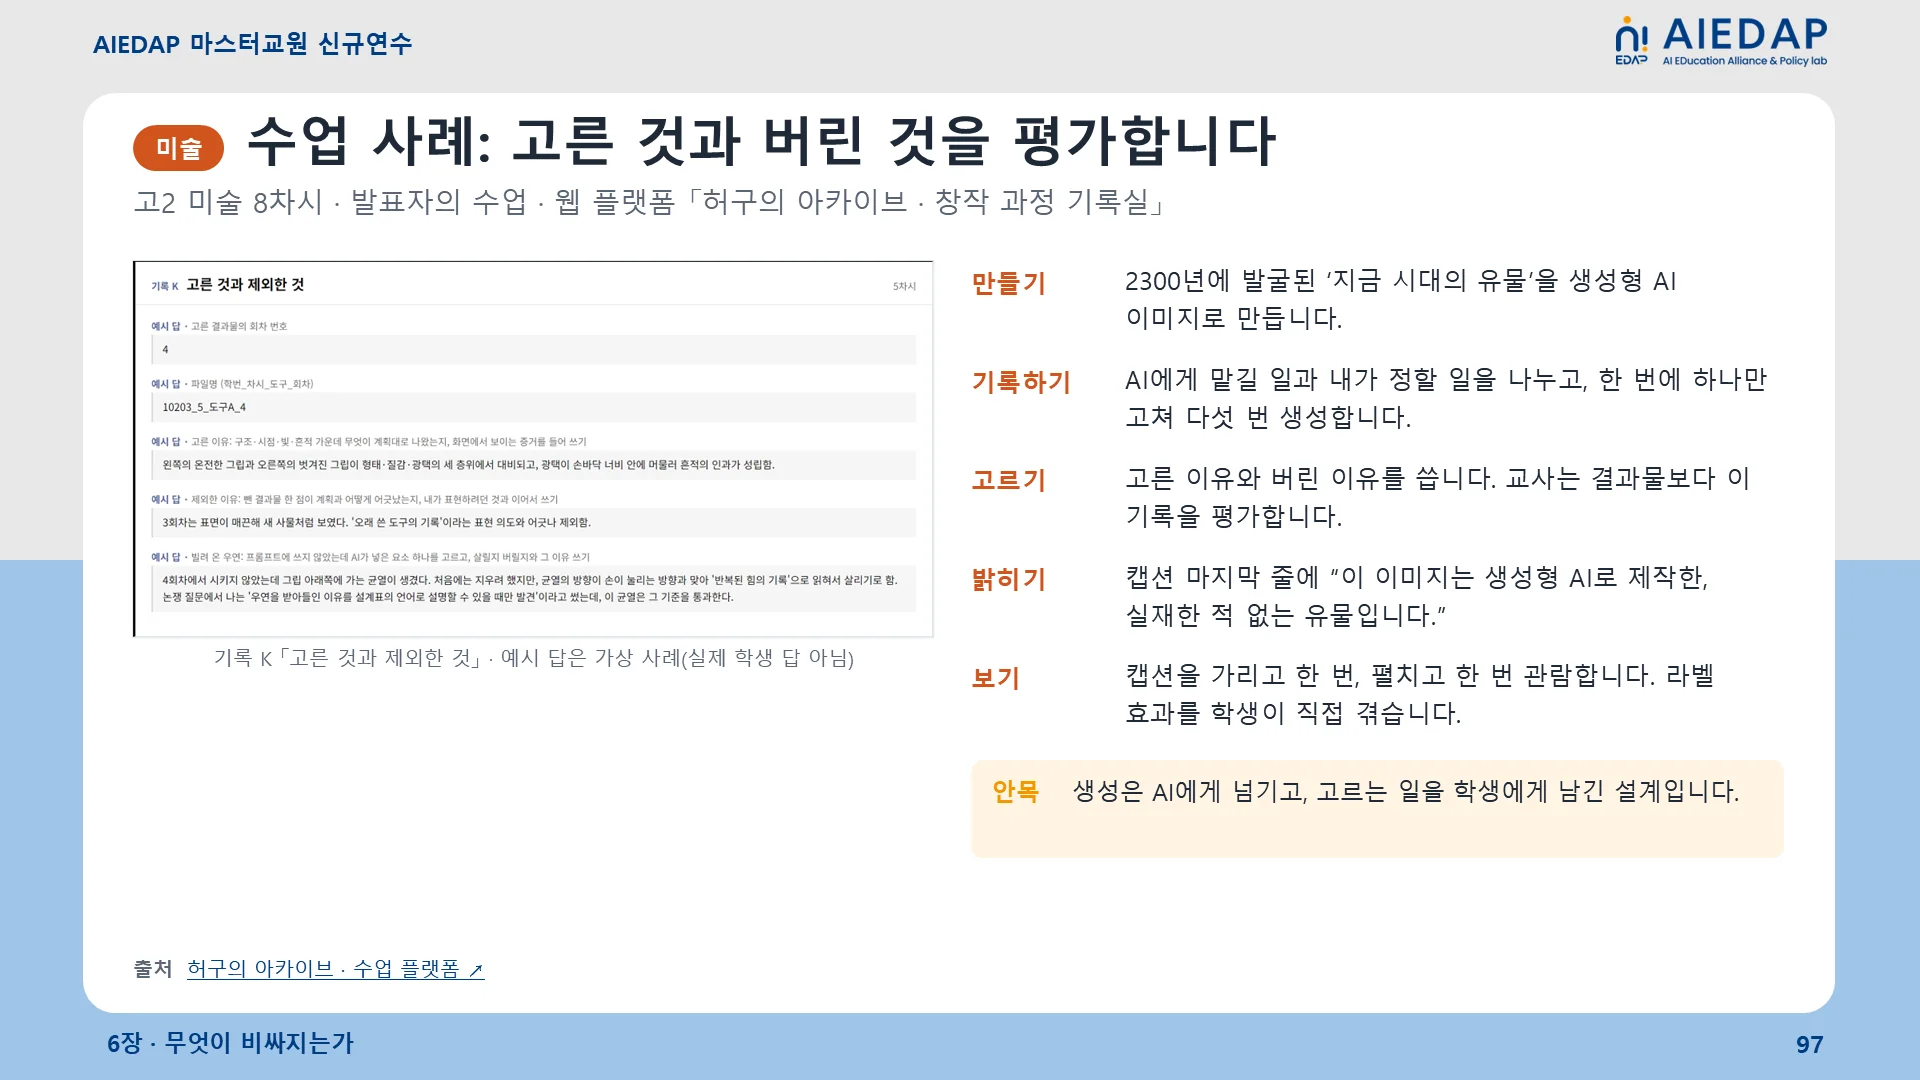 AIEDAP 마스터교원 신규연수
EDAP
AIEDAP
AI EDucation Alliance & Policy lab
미술
수업 사례: 고른 것과 버린 것을 평가합니다
고2 미술 8차시 · 발표자의 수업 · 웹 플랫폼 「허구의 아카이브 · 창작 과정 기록실」
기록 K 고른 것과 제외한 것
5차시
예시 답 · 고른 결과물의 회차 번호
4
예시 답 · 파일명 (학번_차시_도구_회차)
10203_5_도구A_4
예시 답 · 고른 이유: 구조·시점·빛·흔적 가운데 무엇이 계획대로 나왔는지, 화면에서 보이는 증거를 들어 쓰기
왼쪽의 온전한 그립과 오른쪽의 벗겨진 그립이 형태·질감·광택의 세 층위에서 대비되고, 광택이 손바닥 너비 안에 머물러 흔적의 인과가 성립함.
예시 답 · 제외한 이유: 뺀 결과물 한 점이 계획과 어떻게 어긋났는지, 내가 표현하려던 것과 이어서 쓰기
3회차는 표면이 매끈해 새 사물처럼 보였다. '오래 쓴 도구의 기록'이라는 표현 의도와 어긋나 제외함.
예시 답 · 빌려 온 우연: 프롬프트에 쓰지 않았는데 AI가 넣은 요소 하나를 고르고, 살릴지 버릴지와 그 이유 쓰기
4회차에서 시키지 않았는데 그립 아래쪽에 가는 균열이 생겼다. 처음에는 지우려 했지만, 균열의 방향이 손이 눌리는 방향과 맞아 '반복된 힘의 기록'으로 읽혀서 살리기로 함.
논쟁 질문에서 나는 '우연을 받아들인 이유를 설계표의 언어로 설명할 수 있을 때만 발견'이라고 썼는데, 이 균열은 그 기준을 통과한다.
기록 K 「고른 것과 제외한 것」 · 예시 답은 가상 사례(실제 학생 답 아님)
만들기
2300년에 발굴된 ‘지금 시대의 유물’을 생성형 AI
이미지로 만듭니다.
기록하기
AI에게 맡길 일과 내가 정할 일을 나누고, 한 번에 하나만
고쳐 다섯 번 생성합니다.
고르기
고른 이유와 버린 이유를 씁니다. 교사는 결과물보다 이
기록을 평가합니다.
밝히기
캡션 마지막 줄에 “이 이미지는 생성형 AI로 제작한,
실재한 적 없는 유물입니다.”
보기
캡션을 가리고 한 번, 펼치고 한 번 관람합니다. 라벨
효과를 학생이 직접 겪습니다.
안목 생성은 AI에게 넘기고, 고르는 일을 학생에게 남긴 설계입니다.
출처 허구의 아카이브 · 수업 플랫폼 ↗
6장 · 무엇이 비싸지는가
97